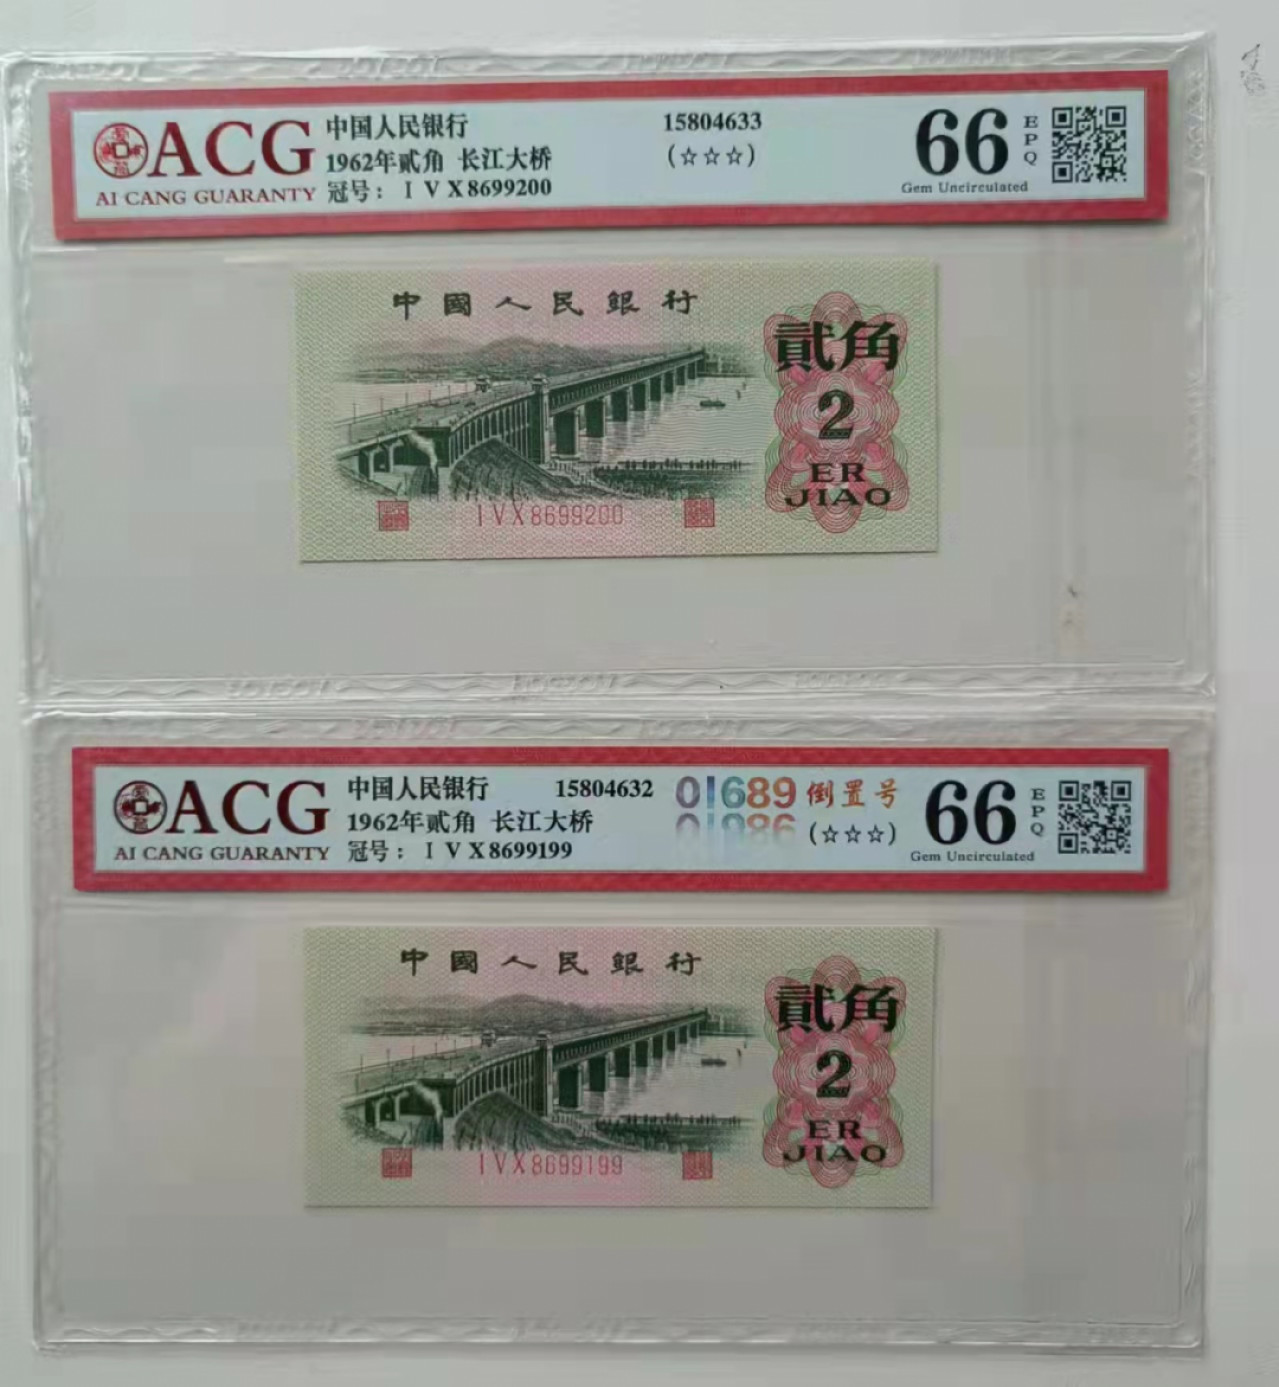 ACG
AI CANG GUARANTY
中国人民银行
1962年贰角 长江大桥
冠号: I V X8699200
15804633
(☆☆☆)
66
EPQ
Gem Uncirculated
中國人民銀行
貳角
2
ER
JIAO
I V X 8699200
ACG
AI CANG GUARANTY
中国人民银行
1962年贰角 长江大桥
冠号: I V X8699199
15804632
01689 倒置号
(☆☆☆)
66
EPQ
Gem Uncirculated
中國人民銀行
貳角
2
ER
JIAO
I V X 8699199